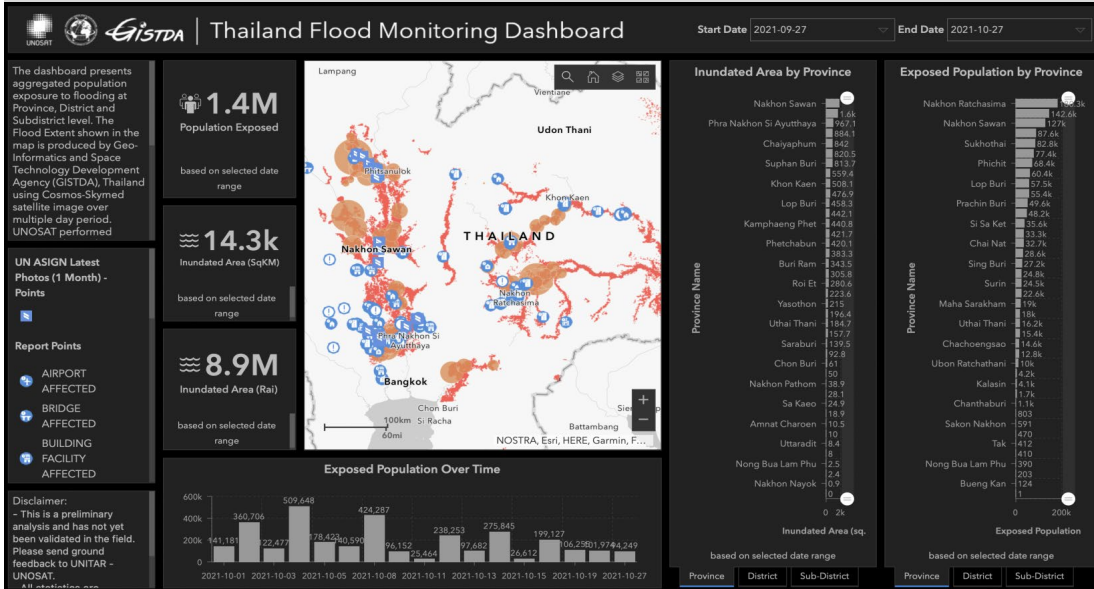 UNOSAT
GISTDA
Thailand Flood Monitoring Dashboard
Start Date 2021-09-27
End Date 2021-10-27
The dashboard presents
aggregated population
exposure to flooding at
Province, District and
Subdistrict level. The
Flood Extent shown in the
map is produced by Geo-
Informatics and Space
Technology Development
Agency (GISTDA), Thailand
using Cosmos-Skymed
satellite image over
multiple day period.
UNOSAT performed
UN ASIGN Latest
Photos (1 Month) -
Points
Report Points
AIRPORT
AFFECTED
BRIDGE
AFFECTED
BUILDING
FACILITY
AFFECTED
Disclaimer:
- This is a preliminary
analysis and has not yet
been validated in the field.
Please send ground
feedback to UNITAR -
UNOSAT.
- All statistics are
1.4M
Population Exposed
based on selected date
range
14.3k
Inundated Area (SqKM)
based on selected date
range
8.9M
Inundated Area (Rai)
based on selected date
range
Lampang
Vientiane
Udon Thani
Phitsanulok
Khon Kaen
THAILAND
Nakhon Sawan
Nakhon
Ratchasima
Phra Nakhon Si
Ayutthaya
Bangkok
Chon Buri
Si Racha
Battambang
100km
60mi
NOSTRA, Esri, HERE, Garmin, F...
Exposed Population Over Time
600k
400k
200k
0
141,181
360,706
122,477
509,648
178,423
140,590
424,287
96,152
25,464
238,253
97,682
275,845
26,612
199,127
101,974
94,249
2021-10-01 2021-10-03 2021-10-05 2021-10-08 2021-10-11 2021-10-13 2021-10-15 2021-10-19 2021-10-27
Inundated Area by Province
Province Name
Nakhon Sawan
1.6k
Phra Nakhon Si Ayutthaya 967.1
884.1
Chaiyaphum 842
820.5
Suphan Buri 813.7
559.4
Khon Kaen 508.1
476.9
Lop Buri 458.3
442.1
Kamphaeng Phet 440.8
421.7
Phetchabun 420.1
383.3
Buri Ram 343.5
305.8
Roi Et 280.6
223.6
Yasothon 215
196.4
Uthai Thani 184.7
157.7
Saraburi 139.5
92.8
Chon Buri 61
50
Nakhon Pathom 38.9
28.1
Sa Kaeo 24.9
18.9
Amnat Charoen 10.5
10
Uttaradit 8.4
8
Nong Bua Lam Phu 2.5
2.4
Nakhon Nayok 0.9
0
0 2k
Inundated Area (sq.
based on selected date range
Province District Sub-District
Exposed Population by Province
Province Name
Nakhon Ratchasima
142.6k
Nakhon Sawan 127k
87.6k
Sukhothai 82.8k
77.4k
Phichit 68.4k
60.4k
Lop Buri 57.5k
55.4k
Prachin Buri 49.6k
48.2k
Si Sa Ket 35.6k
33.3k
Chai Nat 32.7k
28.6k
Sing Buri 27.2k
24.8k
Surin 24.5k
22.6k
Maha Sarakham 19k
18k
Uthai Thani 16.2k
15.4k
Chachoengsao 14.6k
12.8k
Ubon Ratchathani 10k
4.2k
Kalasin 4.1k
1.7k
Chanthaburi 1.1k
803
Sakon Nakhon 591
470
Tak 412
410
Nong Bua Lam Phu 390
203
Bueng Kan 124
1
0 200k
Exposed Population
based on selected date range
Province District Sub-District